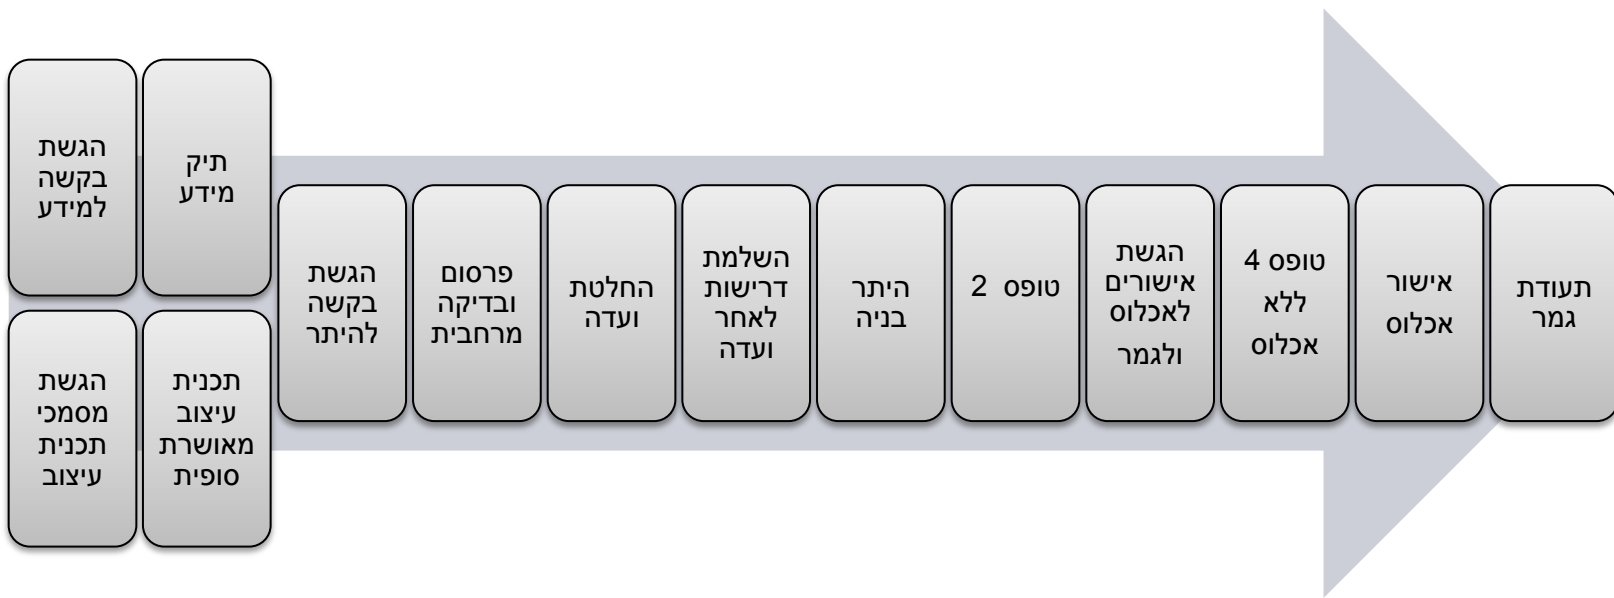 הגשת
בקשה
למידע
תיק
מידע
הגשת
מסמכי
תכנית
עיצוב
תכנית
עיצוב
מאושרת
סופית
הגשת
בקשה
להיתר
פרסום
ובדיקה
מרחבית
החלטת
ועדה
השלמת
דרישות
לאחר
ועדה
היתר
בניה
טופס 2
הגשת
אישורים
לאכלוס
ולגמר
טופס 4
ללא
אכלוס
אישור
אכלוס
תעודת
גמר